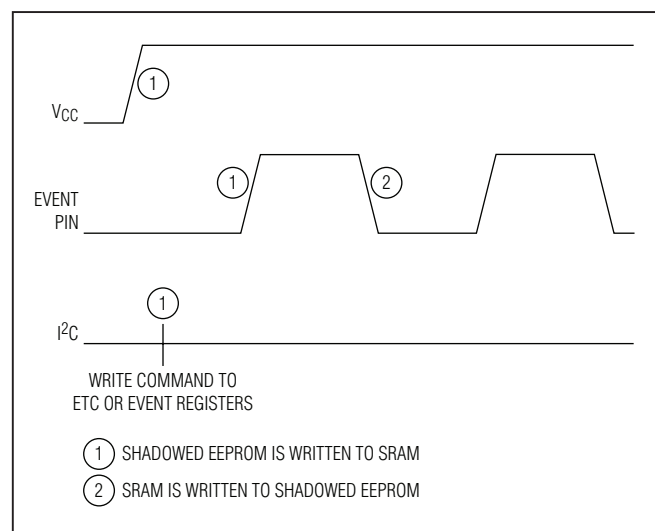 ①
VCC
① ②
EVENT
PIN
①
I²C
WRITE COMMAND TO
ETC OR EVENT REGISTERS
① SHADOWED EEPROM IS WRITTEN TO SRAM
② SRAM IS WRITTEN TO SHADOWED EEPROM